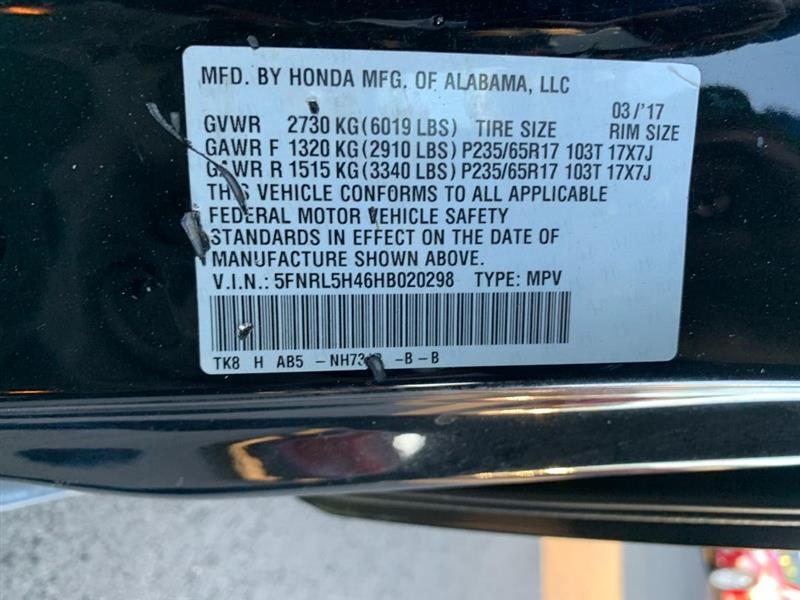 MFD. BY HONDA MFG. OF ALABAMA, LLC
03/'17
GVWR 2730 KG(6019 LBS) TIRE SIZE RIM SIZE
GAWR F 1320 KG(2910 LBS) P235/65R17 103T 17X7J
GAWR R 1515 KG(3340 LBS) P235/65R17 103T 17X7J
THIS VEHICLE CONFORMS TO ALL APPLICABLE
FEDERAL MOTOR VEHICLE SAFETY
STANDARDS IN EFFECT ON THE DATE OF
MANUFACTURE SHOWN ABOVE.
V.I.N.: 5FNRL5H46HB020298 TYPE: MPV
TK8 H AB5 -B-B